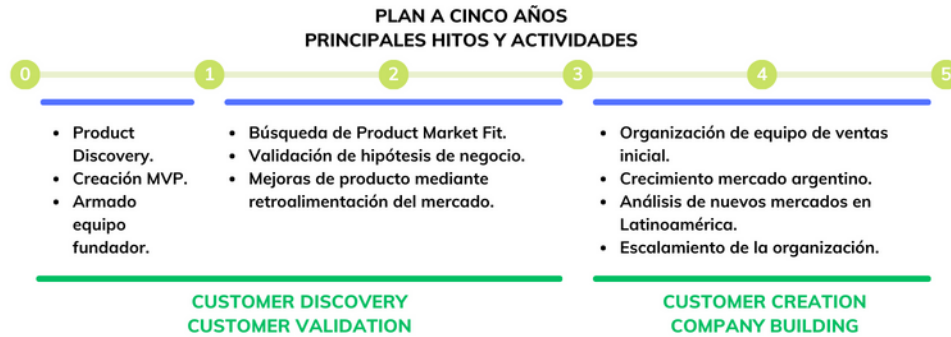 PLAN A CINCO AÑOS
PRINCIPALES HITOS Y ACTIVIDADES
0 1 2 3 4 5
• Product
Discovery.
• Creación MVP.
• Armado
equipo
fundador.
• Búsqueda de Product Market Fit.
• Validación de hipótesis de negocio.
• Mejoras de producto mediante
retroalimentación del mercado.
• Organización de equipo de ventas
inicial.
• Crecimiento mercado argentino.
• Análisis de nuevos mercados en
Latinoamérica.
• Escalamiento de la organización.
CUSTOMER DISCOVERY
CUSTOMER VALIDATION
CUSTOMER CREATION
COMPANY BUILDING